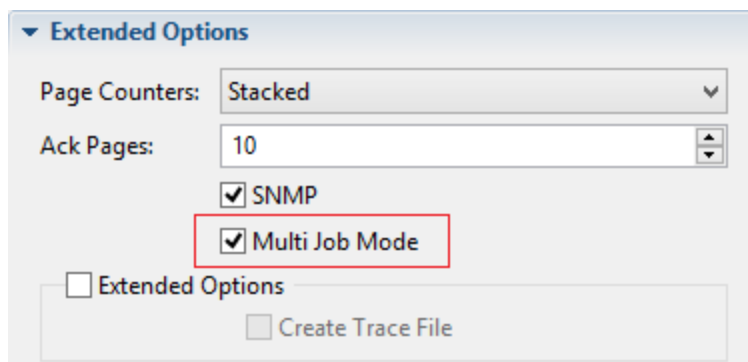 Extended Options
Page Counters: Stacked
Ack Pages: 10
SNMP
Multi Job Mode
Extended Options
Create Trace File